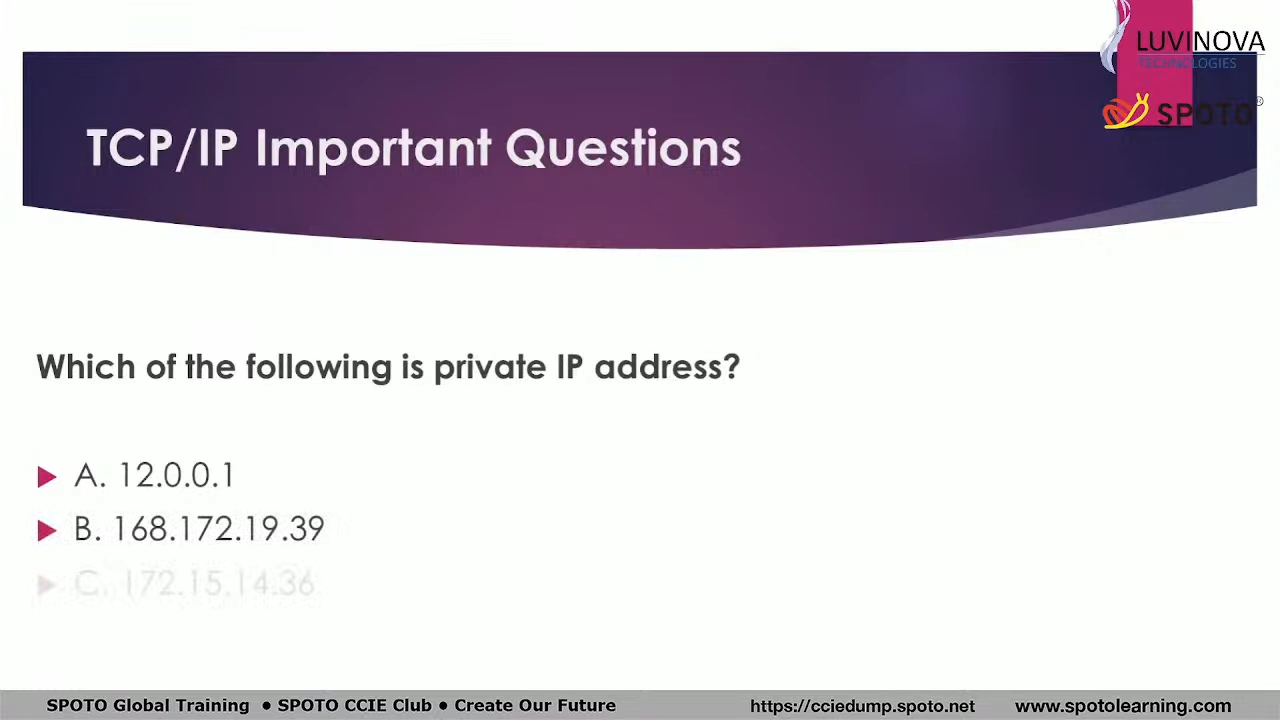 LUVINOVA
TECHNOLOGIES
SPOTO®
TCP/IP Important Questions
Which of the following is private IP address?
A. 12.0.0.1
B. 168.172.19.39
C. 172.15.14.36
SPOTO Global Training ● SPOTO CCIE Club ● Create Our Future https://cciedump.spoto.net www.spotolearning.com